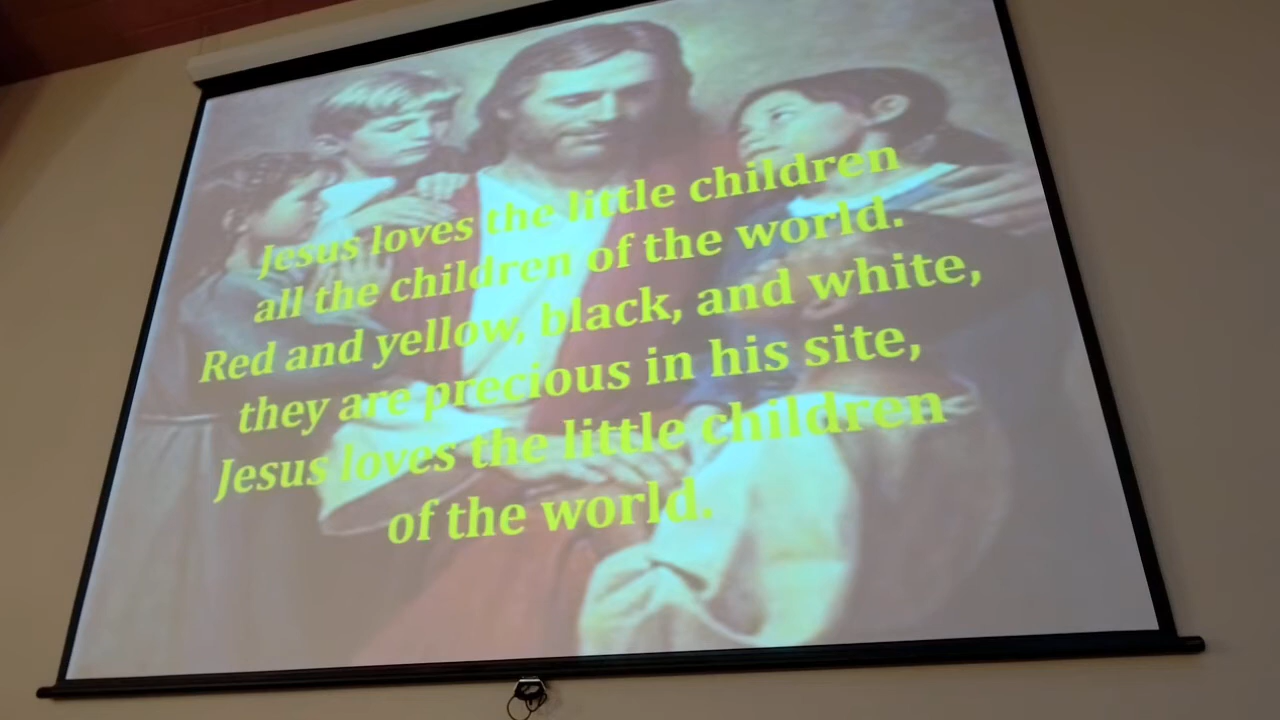 Jesus loves the little children
all the children of the world.
Red and yellow, black, and white,
they are precious in his site,
Jesus loves the little children
of the world.